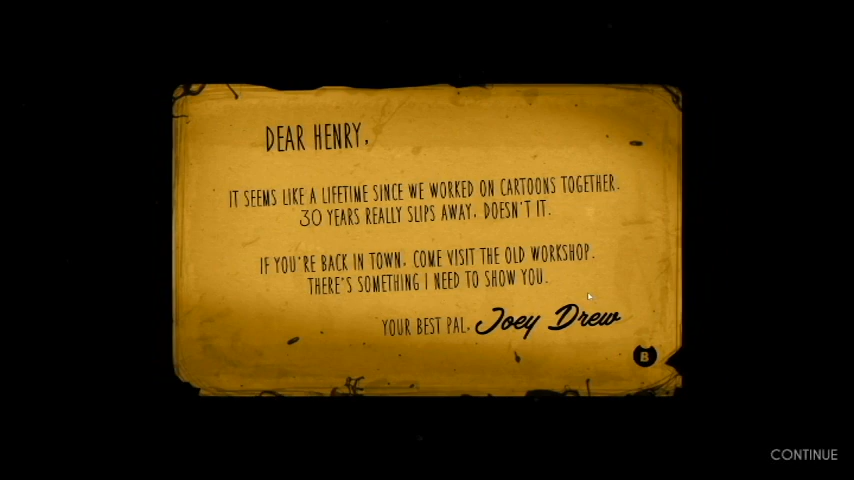 DEAR HENRY,
IT SEEMS LIKE A LIFETIME SINCE WE WORKED ON CARTOONS TOGETHER.
30 YEARS REALLY SLIPS AWAY, DOESN'T IT.
IF YOU'RE BACK IN TOWN, COME VISIT THE OLD WORKSHOP.
THERE'S SOMETHING I NEED TO SHOW YOU.
YOUR BEST PAL, Joey Drew
B
CONTINUE